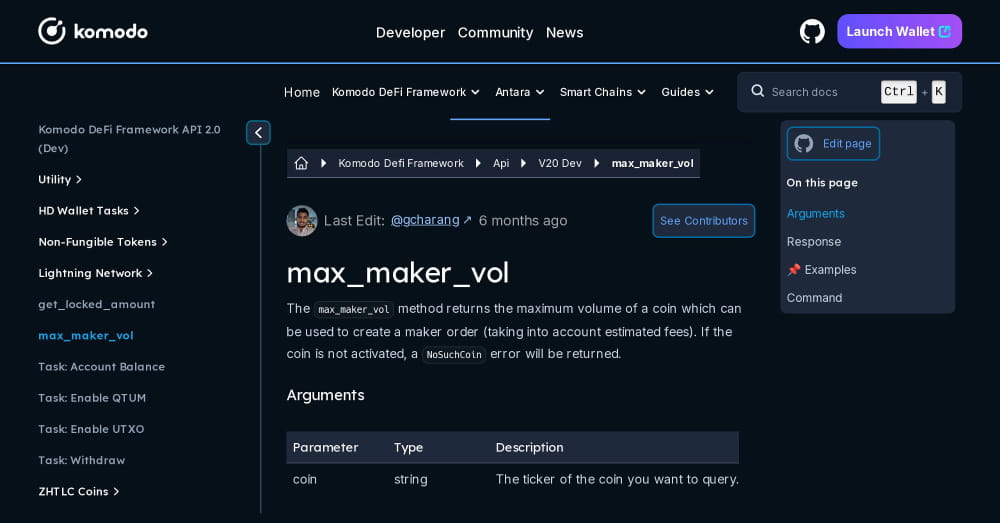 komodo
Developer Community News
Launch Wallet
Home Komodo DeFi Framework Antara Smart Chains Guides
Search docs Ctrl + K
Komodo DeFi Framework API 2.0
(Dev)
Utility
HD Wallet Tasks
Non-Fungible Tokens
Lightning Network
get_locked_amount
max_maker_vol
Task: Account Balance
Task: Enable QTUM
Task: Enable UTXO
Task: Withdraw
ZHTLC Coins
Komodo Defi Framework Api V20 Dev max_maker_vol
Last Edit: @gcharang ↗ 6 months ago
See Contributors
max_maker_vol
The max_maker_vol method returns the maximum volume of a coin which can
be used to create a maker order (taking into account estimated fees). If the
coin is not activated, a NoSuchCoin error will be returned.
Arguments
Parameter Type Description
coin string The ticker of the coin you want to query.
Edit page
On this page
Arguments
Response
📌 Examples
Command